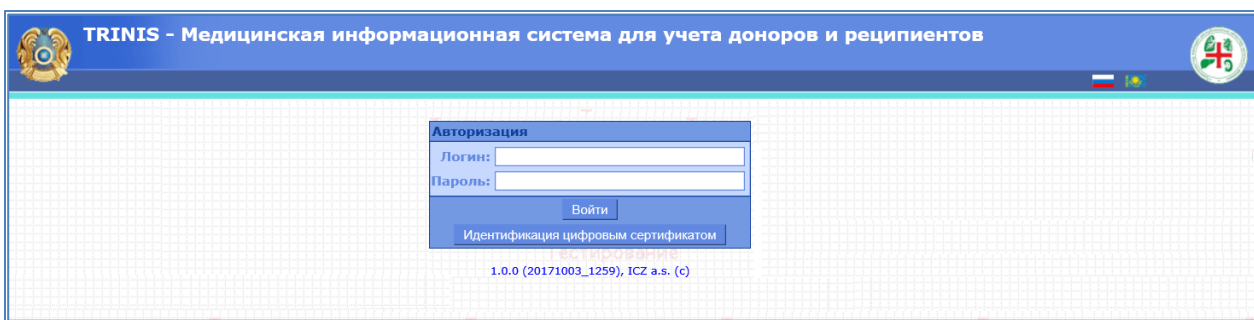 TRINIS - Медицинская информационная система для учета доноров и реципиентов
Авторизация
Логин:
Пароль:
Войти
Идентификация цифровым сертификатом
Тестирование
1.0.0 (20171003_1259), ICZ a.s. (c)